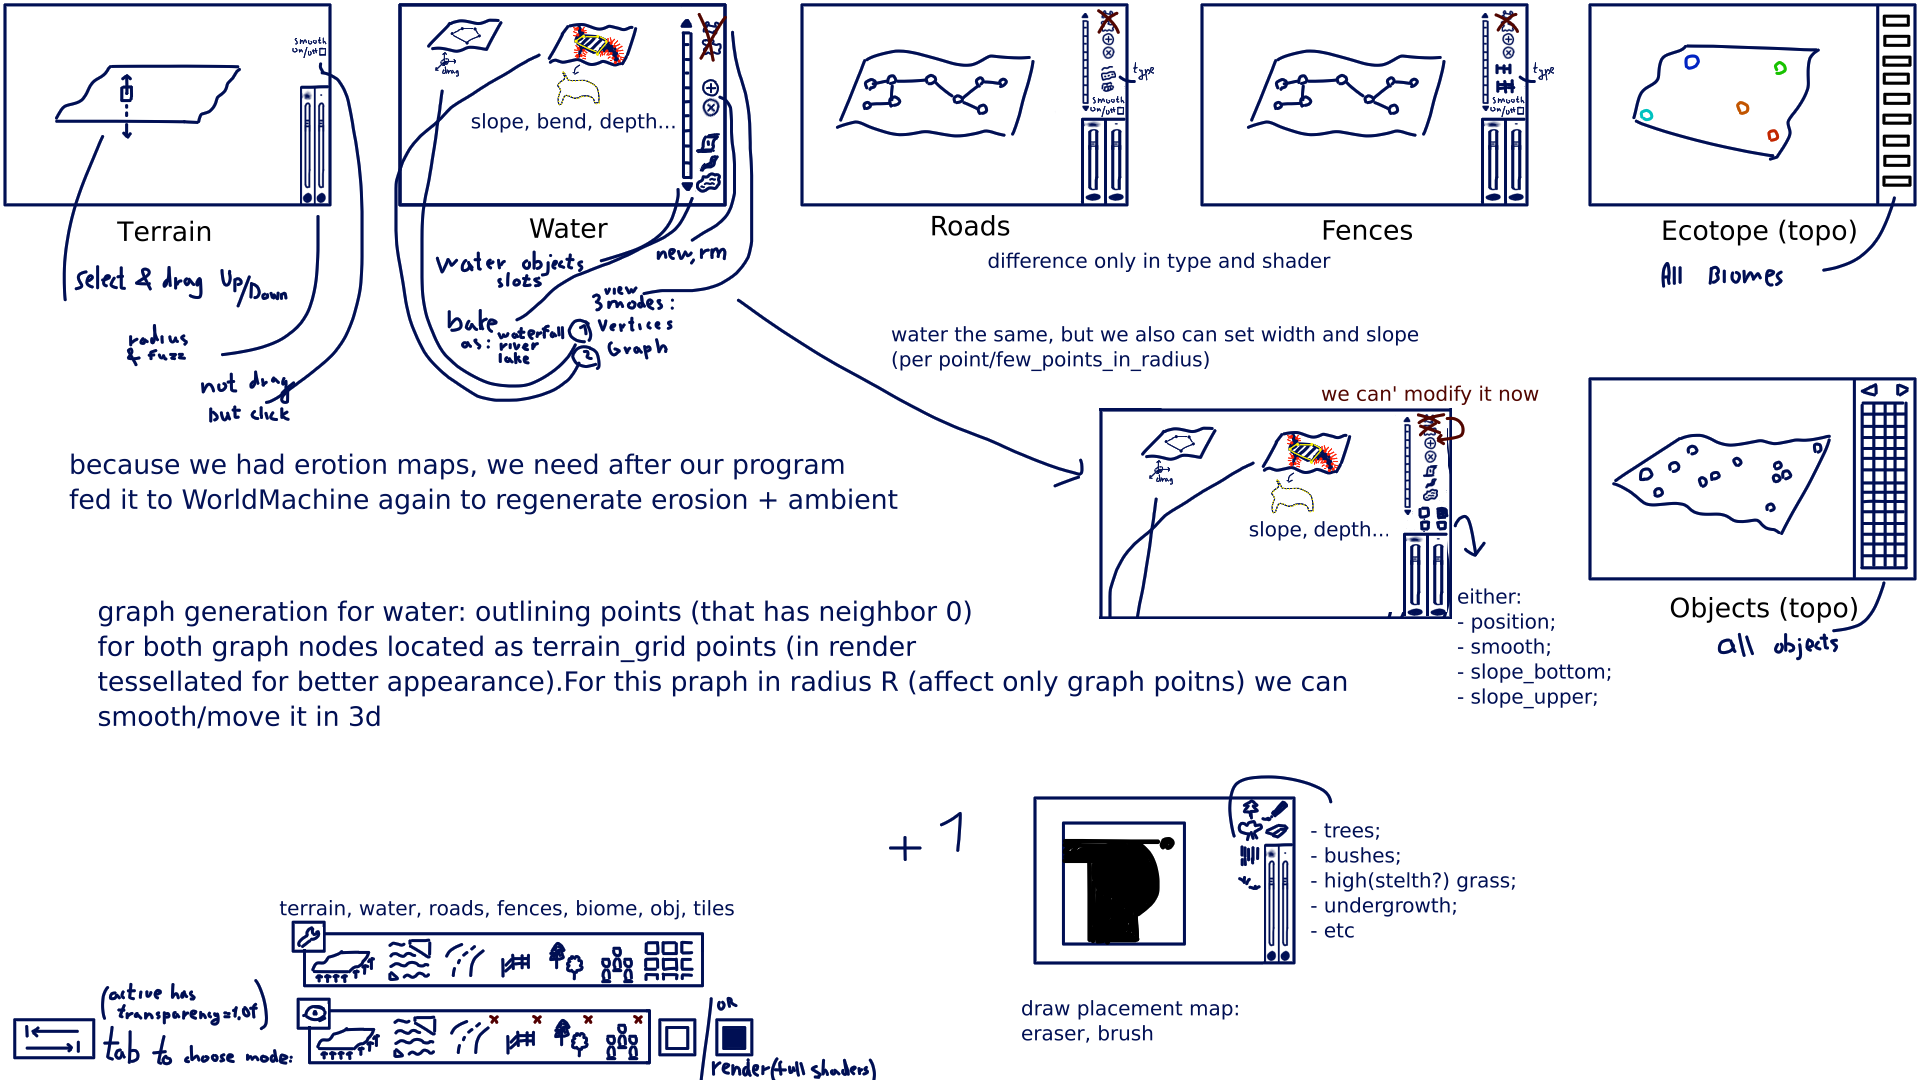 Smooth
on/off
Terrain
Select & drag Up/Down
radius
& fuzz
not drag
but click
drag
slope, bend, depth...
Water
water objects
slots
new, rm
view
3 modes:
① Vertices
② Graph
bake
as:
waterfall
river
lake
type
Smooth
on/off
Roads
type
Smooth
on/off
Fences
difference only in type and shader
Ecotope (topo)
All Biomes
water the same, but we also can set width and slope
(per point/few_points_in_radius)
we can' modify it now
drag
slope, depth...
either:
- position;
- smooth;
- slope_bottom;
- slope_upper;
Objects (topo)
all objects
because we had erotion maps, we need after our program
fed it to WorldMachine again to regenerate erosion + ambient
graph generation for water: outlining points (that has neighbor 0)
for both graph nodes located as terrain_grid points (in render
tessellated for better appearance).For this praph in radius R (affect only graph poitns) we can
smooth/move it in 3d
+ 1
- trees;
- bushes;
- high(stelth?) grass;
- undergrowth;
- etc
draw placement map:
eraser, brush
terrain, water, roads, fences, biome, obj, tiles
(active has
transparency=1.0f)
tab to choose mode:
OR
render(full shaders)